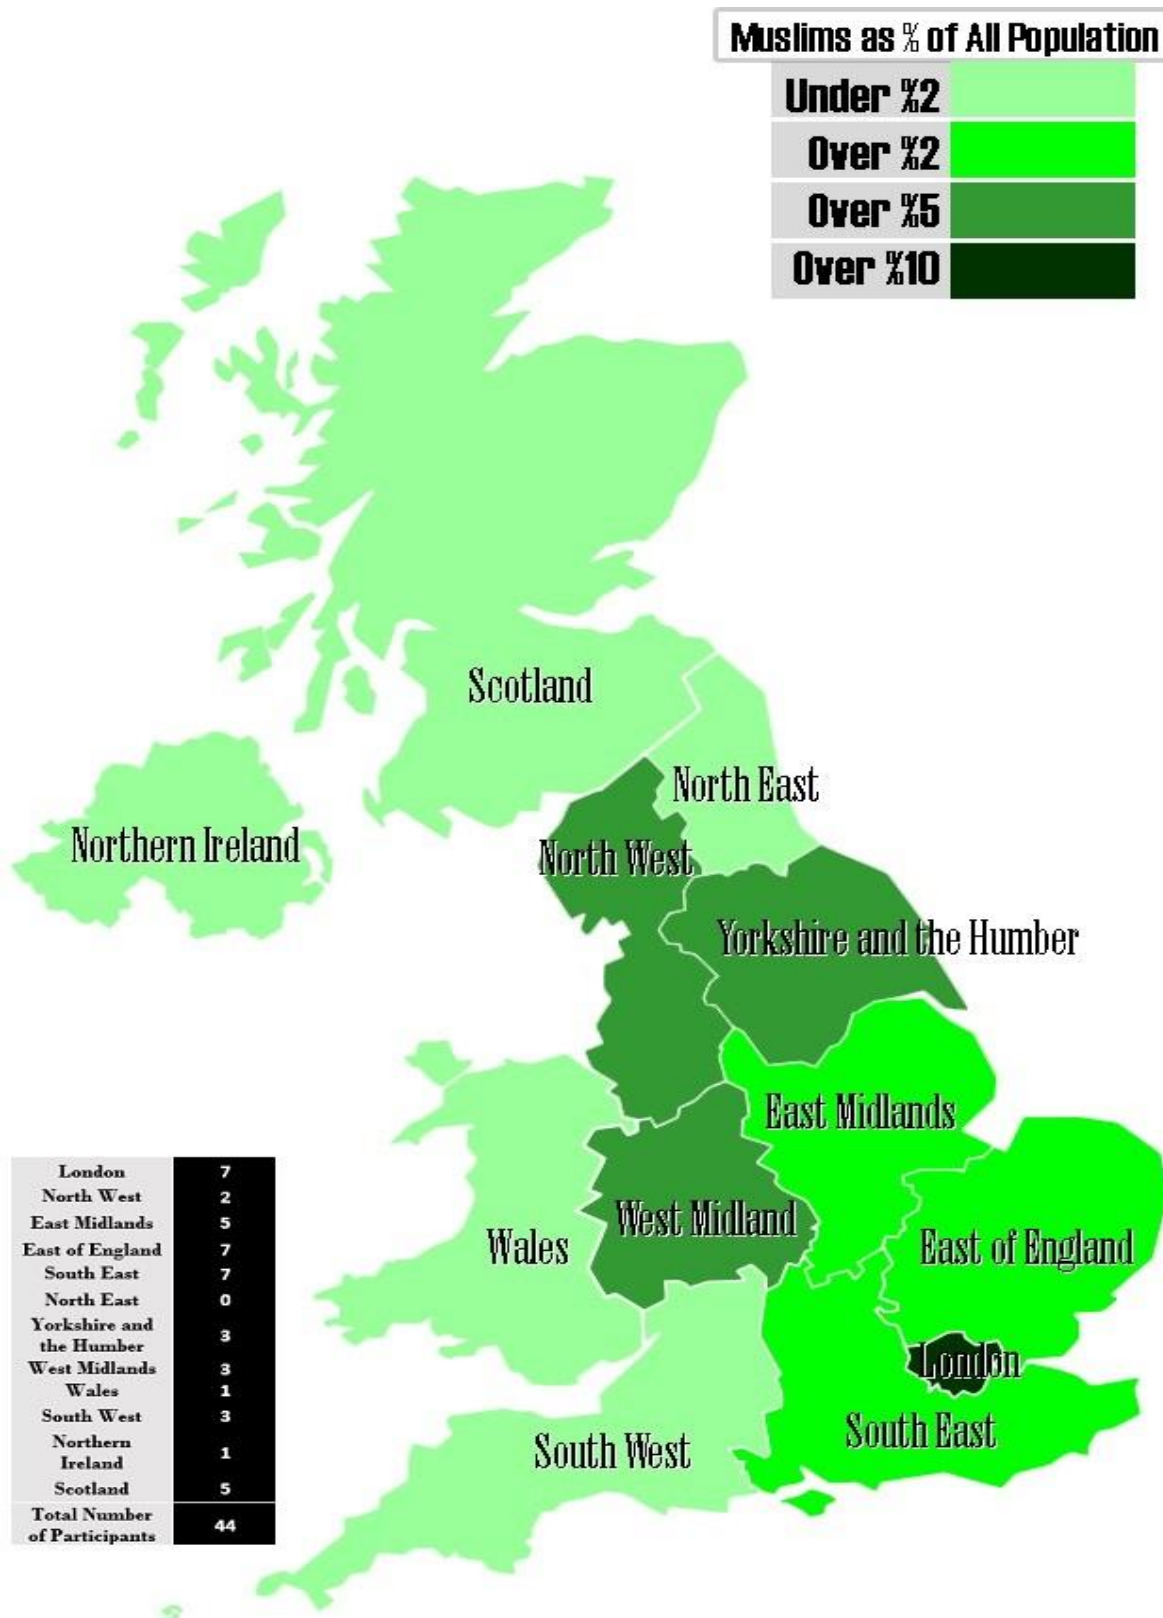 Muslims as % of All Population
Under %2
Over %2
Over %5
Over %10
Scotland
North East
Northern Ireland
North West
Yorkshire and the Humber
East Midlands
West Midland
Wales
East of England
London
South East
South West
London 7
North West 2
East Midlands 5
East of England 7
South East 7
North East 0
Yorkshire and
the Humber 3
West Midlands 3
Wales 1
South West 3
Northern
Ireland 1
Scotland 5
Total Number
of Participants 44